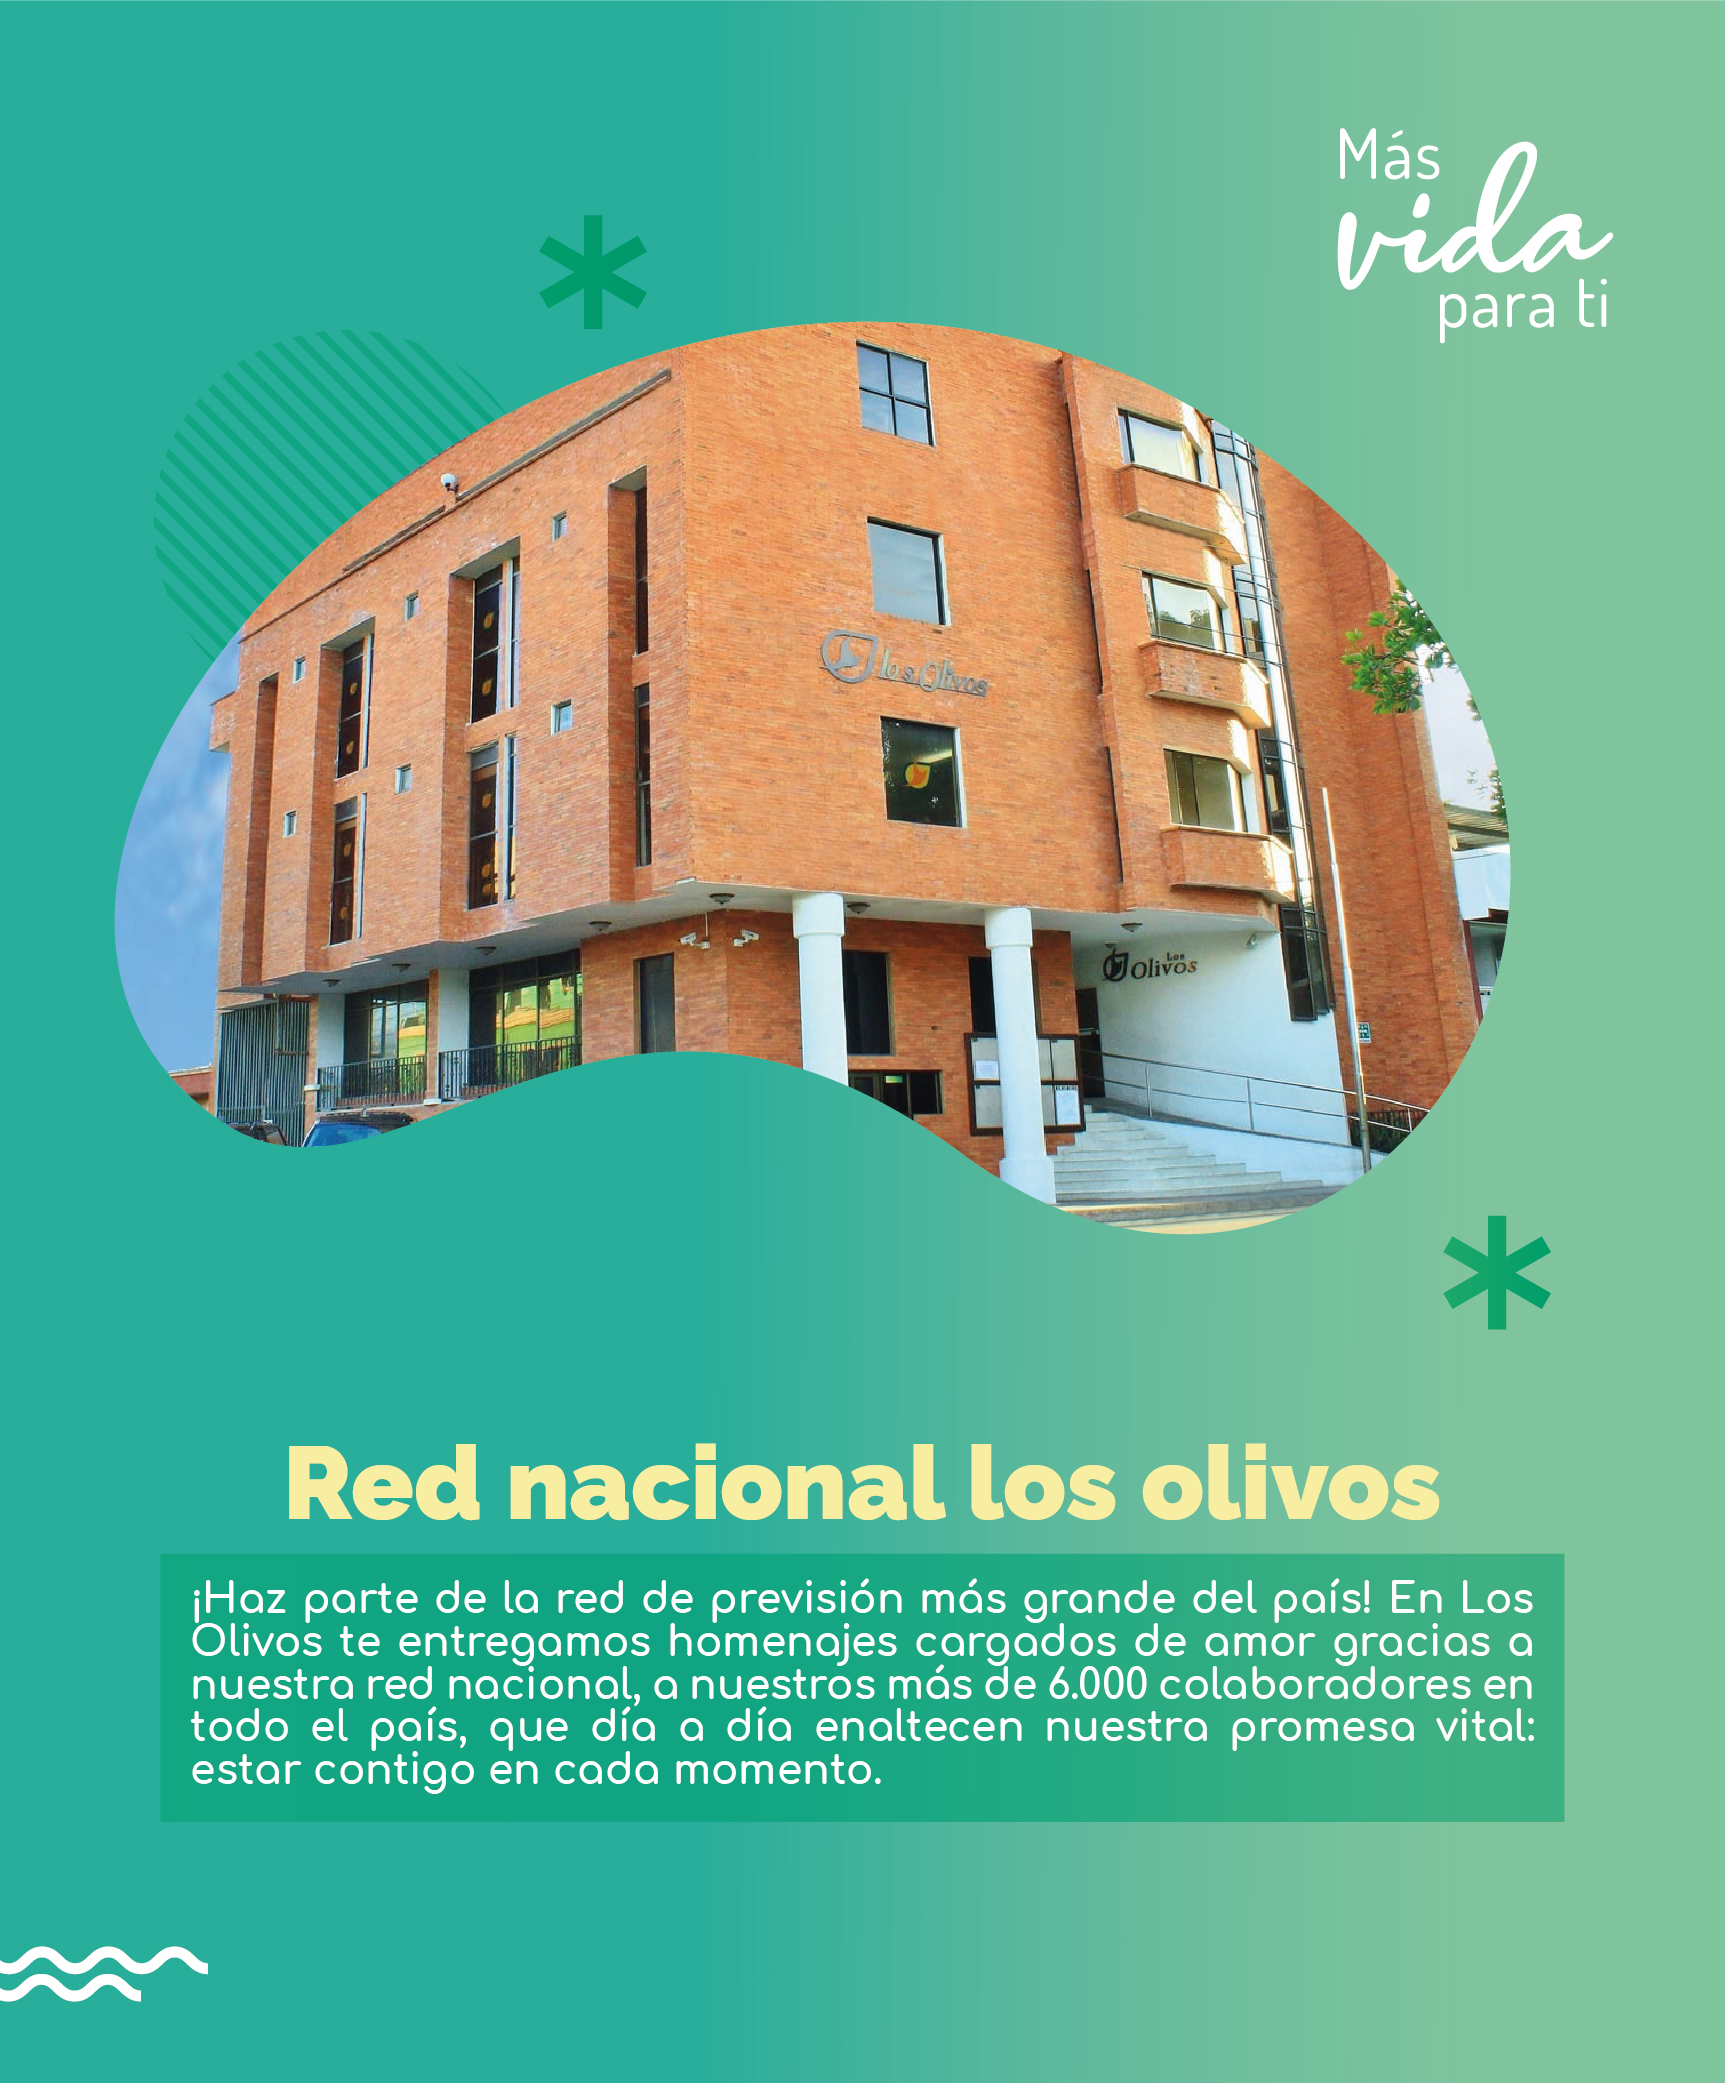 Más
vida
para ti
los Olivos
Los
Olivos
Red nacional los olivos
¡Haz parte de la red de previsión más grande del país! En Los
Olivos te entregamos homenajes cargados de amor gracias a
nuestra red nacional, a nuestros más de 6.000 colaboradores en
todo el país, que día a día enaltecen nuestra promesa vital:
estar contigo en cada momento.